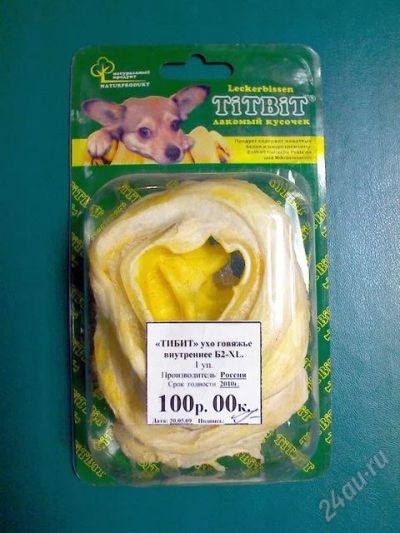 натуральный
продукт
NATURPRODUKT
Leckerbissen
TiTBiT®
лакомый кусочек
«ТИБИТ» ухо говяжье
внутреннее Б2-XL.
1 уп.
Производитель: Россия
Срок годности 2010г.
100р. 00к.
Дата: 20.05.09 Подпись:
24au.ru